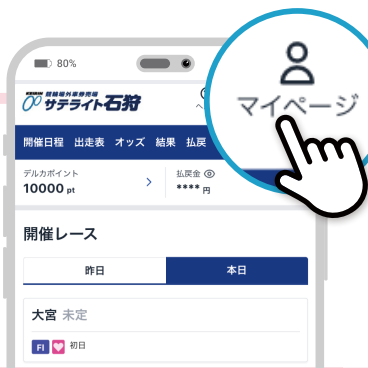 80%
マイページ
KEIRIN 競輪場外車券売場
サテライト石狩
開催日程 出走表 オッズ 結果 払戻
デルカポイント
10000 pt
払戻金
**** 円
開催レース
昨日
本日
大宮 未定
FI 初日